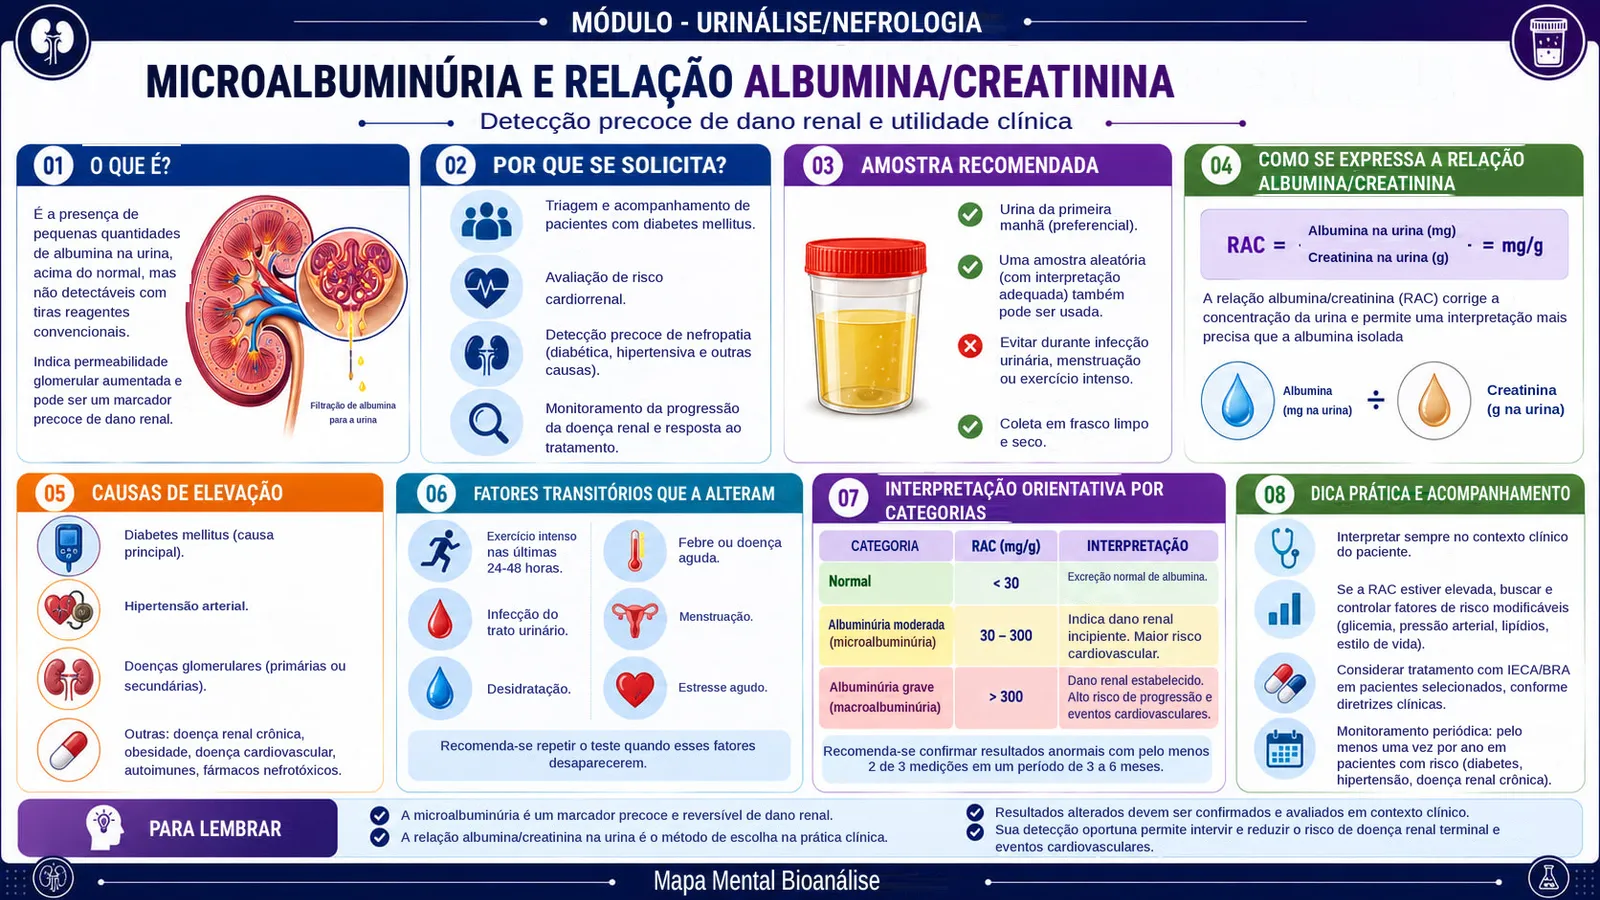 MÓDULO - URINÁLISE/NEFROLOGIA
MICROALBUMINÚRIA E RELAÇÃO ALBUMINA/CREATININA
Detecção precoce de dano renal e utilidade clínica
01 O QUE É?
É a presença de
pequenas quantidades
de albumina na urina,
acima do normal, mas
não detectáveis com
tiras reagentes
convencionais.
Indica permeabilidade
glomerular aumentada e
pode ser um marcador
precoce de dano renal.
Filtração de albumina
para a urina
02 POR QUE SE SOLICITA?
Triagem e acompanhamento de
pacientes com diabetes mellitus.
Avaliação de risco
cardiorrenal.
Detecção precoce de nefropatia
(diabética, hipertensiva e outras
causas).
Monitoramento da progressão
da doença renal e resposta ao
tratamento.
03 AMOSTRA RECOMENDADA
Urina da primeira
manhã (preferencial).
Uma amostra aleatória
(com interpretação
adequada) também
pode ser usada.
Evitar durante infecção
urinária, menstruação
ou exercício intenso.
Coleta em frasco limpo
e seco.
04 COMO SE EXPRESSA A RELAÇÃO
ALBUMINA/CREATININA
Albumina na urina (mg)
RAC = = mg/g
Creatinina na urina (g)
A relação albumina/creatinina (RAC) corrige a
concentração da urina e permite uma interpretação mais
precisa que a albumina isolada
Albumina
(mg na urina)
÷
Creatinina
(g na urina)
05 CAUSAS DE ELEVAÇÃO
Diabetes mellitus (causa
principal).
Hipertensão arterial.
Doenças glomerulares (primárias ou
secundárias).
Outras: doença renal crônica,
obesidade, doença cardiovascular,
autoimunes, fármacos nefrotóxicos.
06 FATORES TRANSITÓRIOS QUE A ALTERAM
Exercício intenso
nas últimas
24-48 horas.
Infecção do
trato urinário.
Desidratação.
Febre ou doença
aguda.
Menstruação.
Estresse agudo.
Recomenda-se repetir o teste quando esses fatores
desaparecerem.
07 INTERPRETAÇÃO ORIENTATIVA POR
CATEGORIAS
CATEGORIA RAC (mg/g) INTERPRETAÇÃO
Normal < 30 Excreção normal de albumina.
Albuminúria moderada
(microalbuminúria)
30 – 300
Indica dano renal
incipiente. Maior risco
cardiovascular.
Albuminúria grave
(macroalbuminúria)
> 300
Dano renal estabelecido.
Alto risco de progressão e
eventos cardiovasculares.
Recomenda-se confirmar resultados anormais com pelo menos
2 de 3 medições em um período de 3 a 6 meses.
08 DICA PRÁTICA E ACOMPANHAMENTO
Interpretar sempre no contexto clínico
do paciente.
Se a RAC estiver elevada, buscar e
controlar fatores de risco modificáveis
(glicemia, pressão arterial, lipídios,
estilo de vida).
Considerar tratamento com IECA/BRA
em pacientes selecionados, conforme
diretrizes clínicas.
Monitoramento periódica: pelo
menos uma vez por ano em
pacientes com risco (diabetes,
hipertensão, doença renal crônica).
PARA LEMBRAR
A microalbuminúria é um marcador precoce e reversível de dano renal.
A relação albumina/creatinina na urina é o método de escolha na prática clínica.
Resultados alterados devem ser confirmados e avaliados em contexto clínico.
Sua detecção oportuna permite intervir e reduzir o risco de doença renal terminal e
eventos cardiovasculares.
Mapa Mental Bioanálise